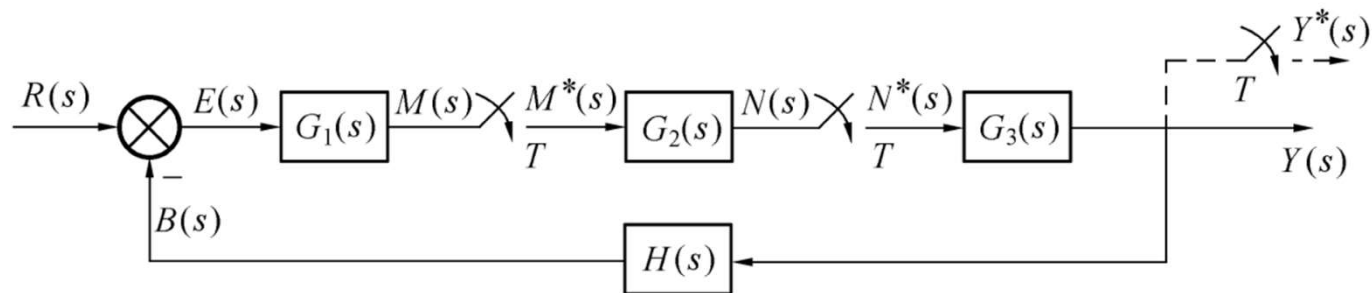 Y*(s)
T
R(s) E(s) G₁(s) M(s) M*(s) G₂(s) N(s) N*(s) G₃(s)
T T Y(s)
−
B(s) H(s)